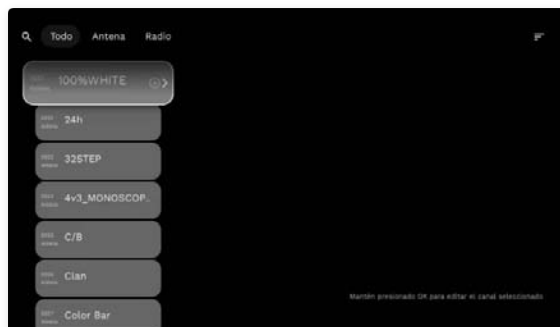 Todo Antena Radio
100%WHITE
24h
32STEP
4v3_MONOSCOP..
C/B
Clan
Color Bar
Mantén presionado OK para editar el canal seleccionado